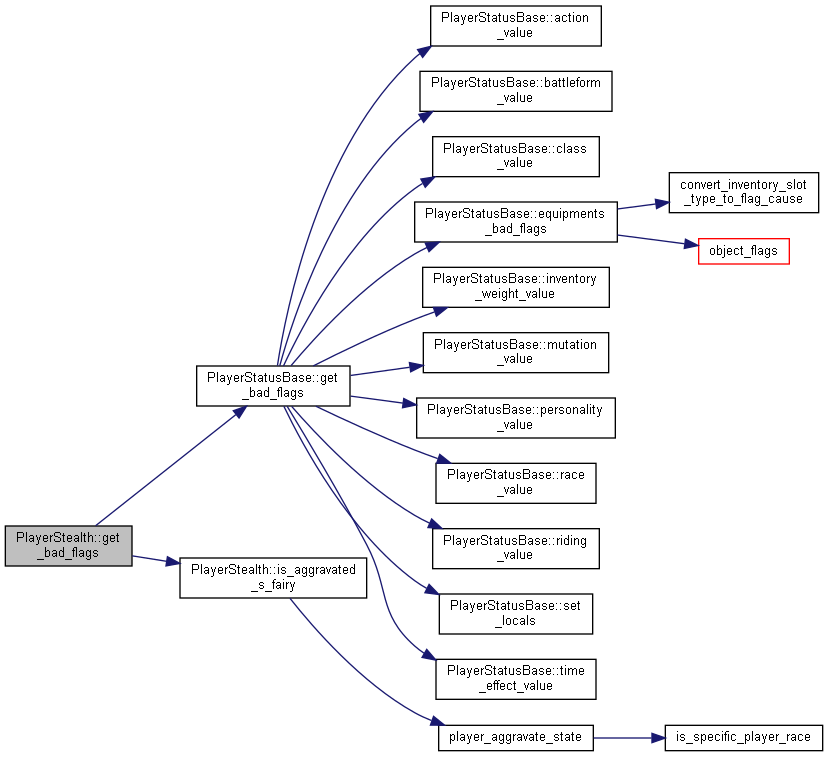 PlayerStatusBase::action
_value
PlayerStatusBase::battleform
_value
PlayerStatusBase::class
_value
convert_inventory_slot
_type_to_flag_cause
PlayerStatusBase::equipments
_bad_flags
object_flags
PlayerStatusBase::inventory
_weight_value
PlayerStatusBase::mutation
_value
PlayerStatusBase::get
_bad_flags
PlayerStatusBase::personality
_value
PlayerStatusBase::race
_value
PlayerStealth::get
_bad_flags
PlayerStatusBase::riding
_value
PlayerStealth::is_aggravated
_s_fairy
PlayerStatusBase::set
_locals
PlayerStatusBase::time
_effect_value
player_aggravate_state
is_specific_player_race